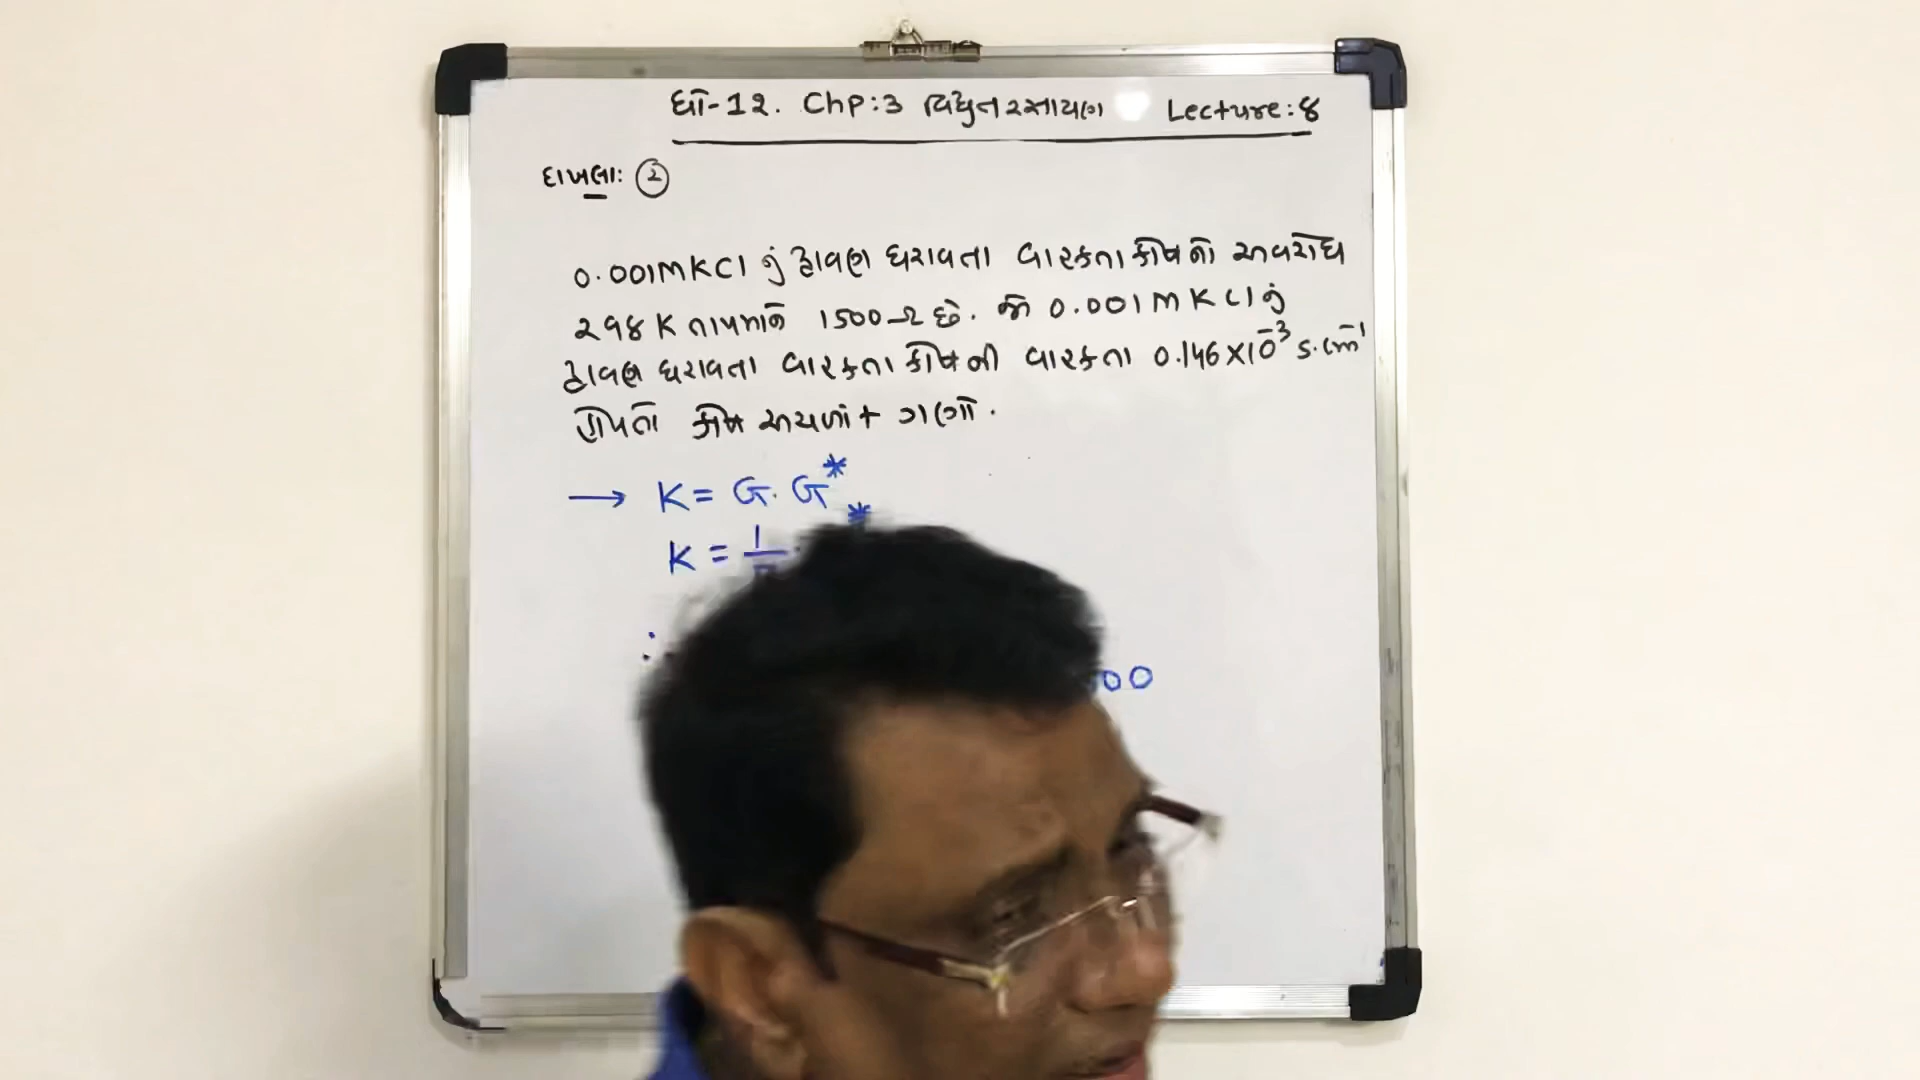 ધો-12. Chp:3 વિદ્યુતરસાયણ Lecture:8
દાખલા: ②
0.001M KCl નું દ્રાવણ ધરાવતા વાહકતા કોષનો અવરોધ
298 K તાપમાને 1500 Ω છે. જો 0.001M KCl નું
દ્રાવણ ધરાવતા વાહકતા કોષની વાહકતા 0.146×10⁻³ S.cm⁻¹
હોય તો કોષ અચળાંક ગણો.
→ K = G. G*
K = 1/
∴
00